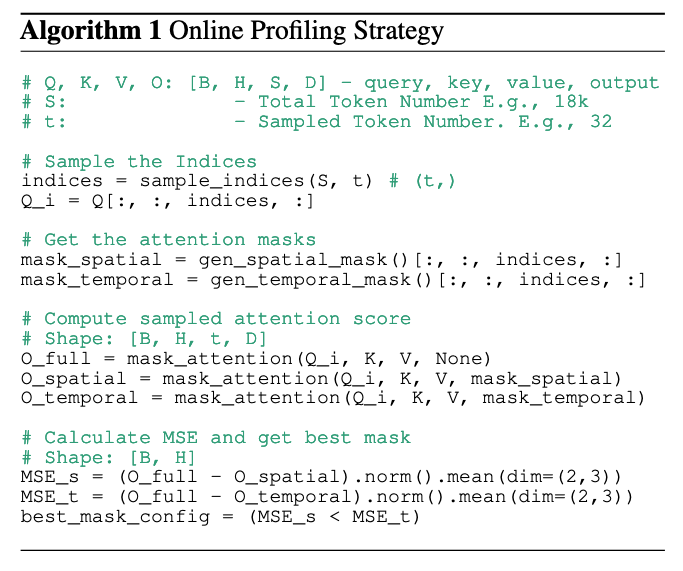 Algorithm 1 Online Profiling Strategy
# Q, K, V, O: [B, H, S, D] - query, key, value, output
# S: - Total Token Number E.g., 18k
# t: - Sampled Token Number. E.g., 32
# Sample the Indices
indices = sample_indices(S, t) # (t,)
Q_i = Q[:, :, indices, :]
# Get the attention masks
mask_spatial = gen_spatial_mask()[:, :, indices, :]
mask_temporal = gen_temporal_mask()[:, :, indices, :]
# Compute sampled attention score
# Shape: [B, H, t, D]
O_full = mask_attention(Q_i, K, V, None)
O_spatial = mask_attention(Q_i, K, V, mask_spatial)
O_temporal = mask_attention(Q_i, K, V, mask_temporal)
# Calculate MSE and get best mask
# Shape: [B, H]
MSE_s = (O_full - O_spatial).norm().mean(dim=(2,3))
MSE_t = (O_full - O_temporal).norm().mean(dim=(2,3))
best_mask_config = (MSE_s < MSE_t)